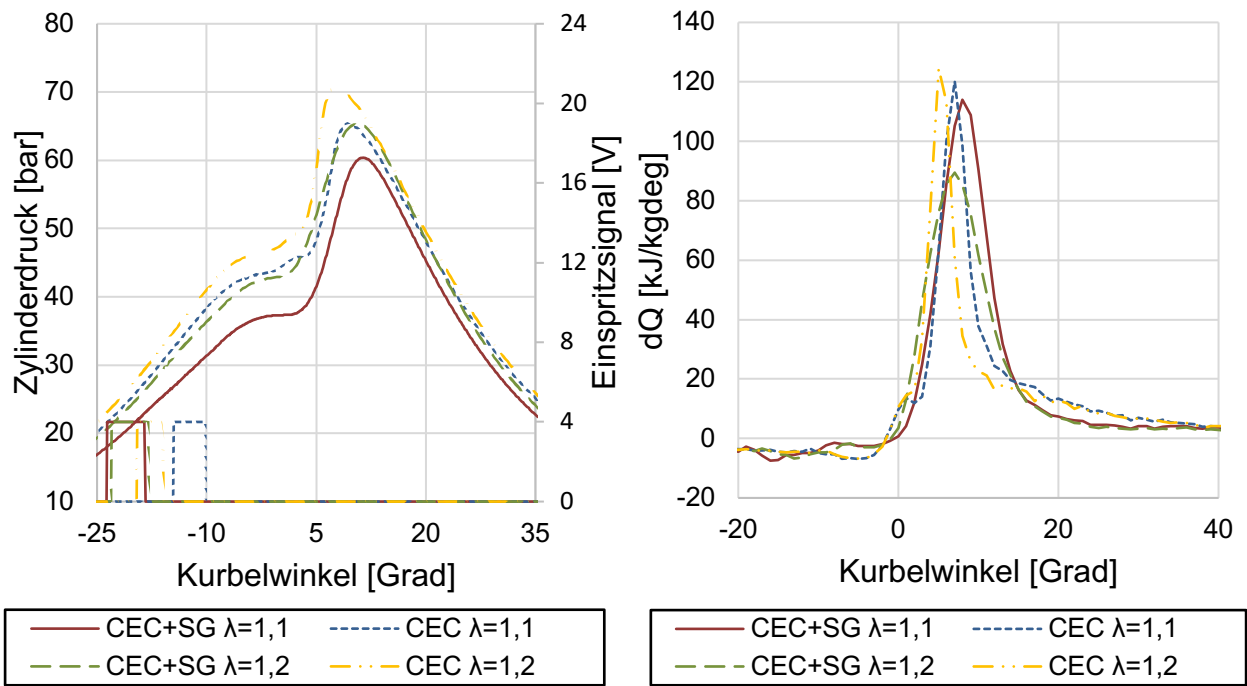 Zylinderdruck [bar]
80
70
60
50
40
30
20
10
-25
-10
5
20
35
Kurbelwinkel [Grad]
24
20
16
12
8
4
0
Einspritzsignal [V]
CEC+SG λ=1,1
CEC λ=1,1
CEC+SG λ=1,2
CEC λ=1,2
dQ [kJ/kgdeg]
140
120
100
80
60
40
20
0
-20
-20
0
20
40
Kurbelwinkel [Grad]
CEC+SG λ=1,1
CEC λ=1,1
CEC+SG λ=1,2
CEC λ=1,2